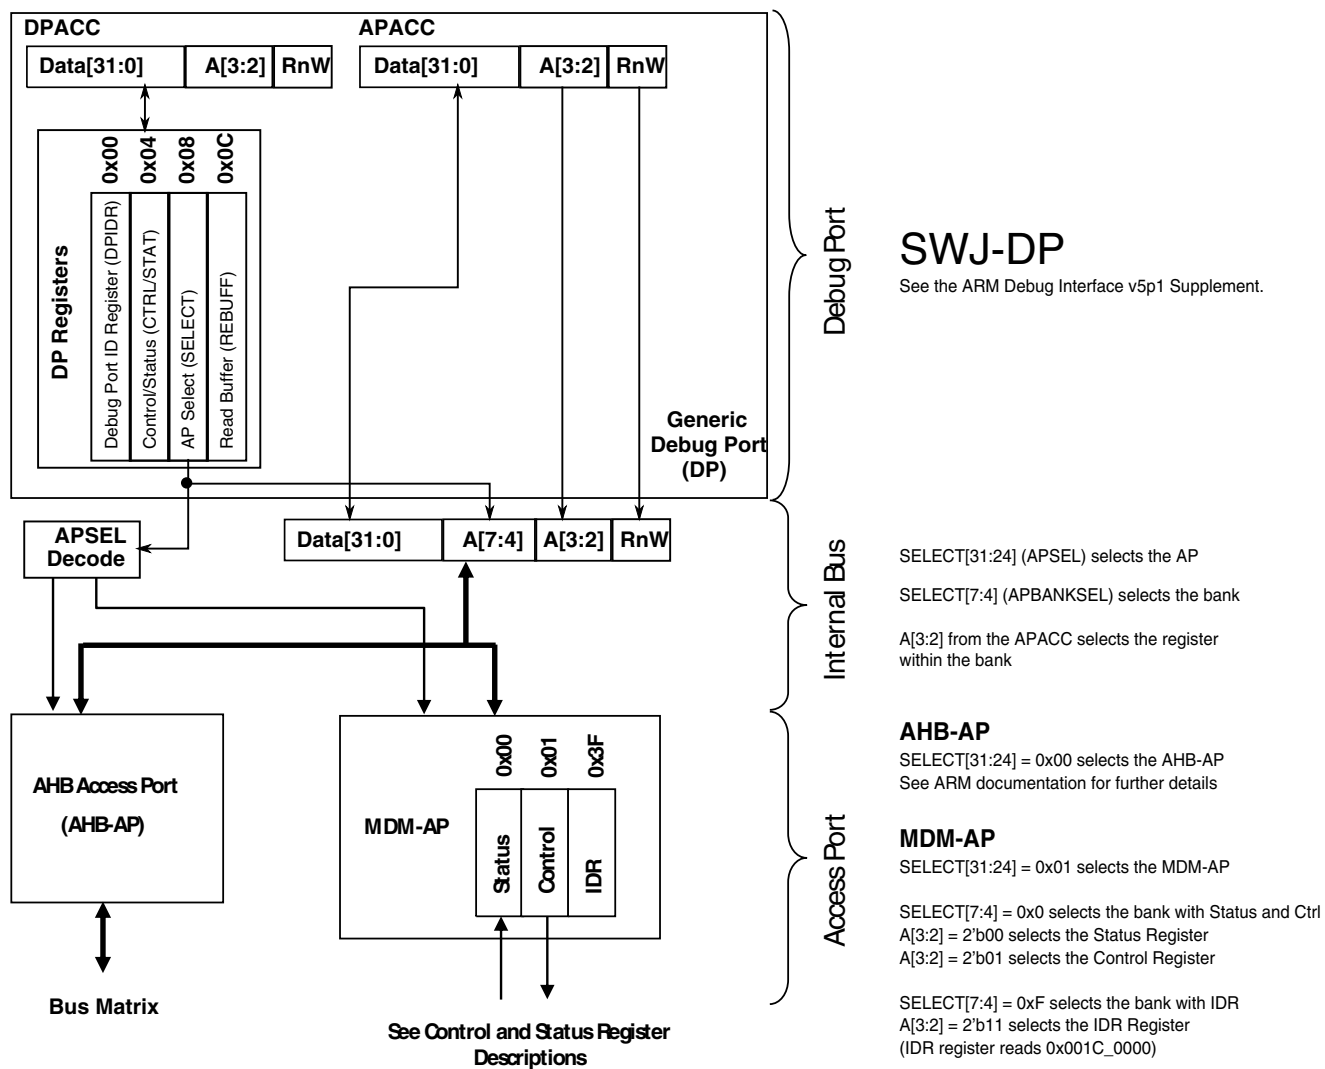 DPACC
APACC
Data[31:0]
A[3:2]
RnW
Data[31:0]
A[3:2]
RnW
0x00
0x04
0x08
0x0C
DP Registers
Debug Port ID Register (DPIDR)
Control/Status (CTRL/STAT)
AP Select (SELECT)
Read Buffer (REBUFF)
Generic
Debug Port
(DP)
Debug Port
SWJ-DP
See the ARM Debug Interface v5p1 Supplement.
APSEL
Decode
Data[31:0]
A[7:4]
A[3:2]
RnW
Internal Bus
SELECT[31:24] (APSEL) selects the AP
SELECT[7:4] (APBANKSEL) selects the bank
A[3:2] from the APACC selects the register
within the bank
AHB Access Port
(AHB-AP)
Bus Matrix
MDM-AP
0x00
0x01
0x3F
Status
Control
IDR
See Control and Status Register
Descriptions
Access Port
AHB-AP
SELECT[31:24] = 0x00 selects the AHB-AP
See ARM documentation for further details
MDM-AP
SELECT[31:24] = 0x01 selects the MDM-AP
SELECT[7:4] = 0x0 selects the bank with Status and Ctrl
A[3:2] = 2'b00 selects the Status Register
A[3:2] = 2'b01 selects the Control Register
SELECT[7:4] = 0xF selects the bank with IDR
A[3:2] = 2'b11 selects the IDR Register
(IDR register reads 0x001C_0000)